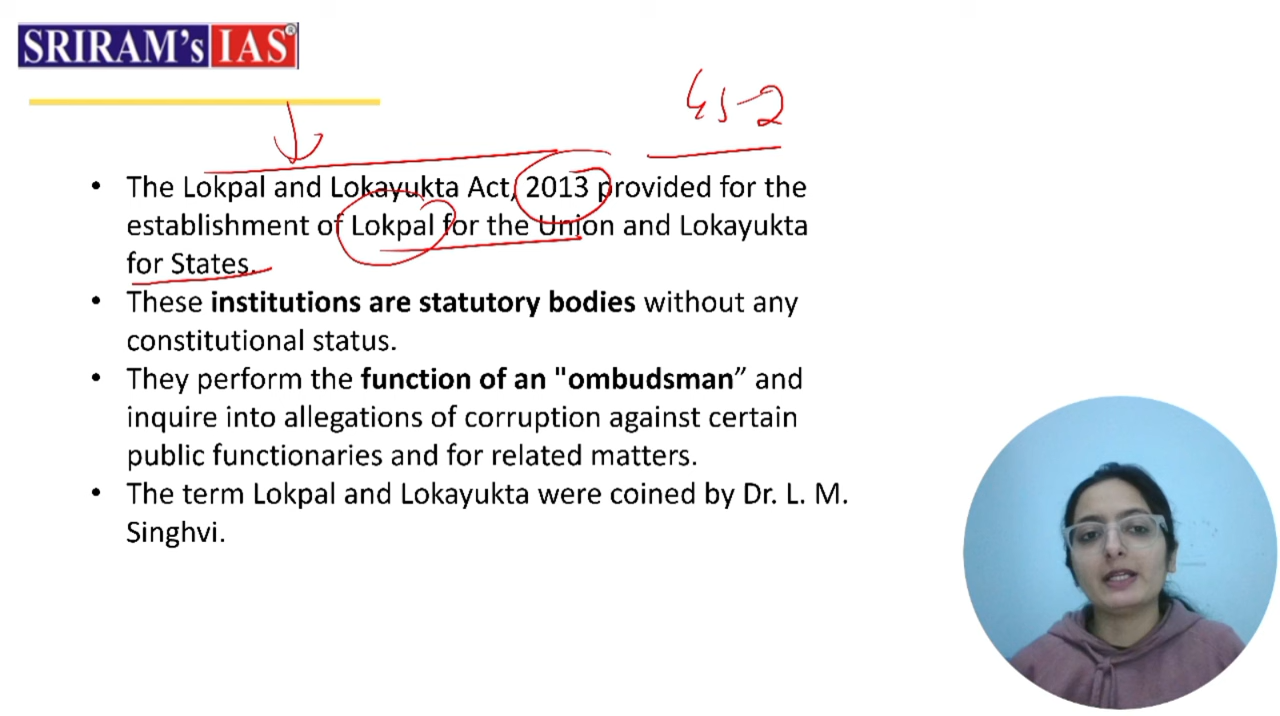 SRIRAM's IAS®
GS-2
• The Lokpal and Lokayukta Act, 2013 provided for the
establishment of Lokpal for the Union and Lokayukta
for States.
• These institutions are statutory bodies without any
constitutional status.
• They perform the function of an "ombudsman” and
inquire into allegations of corruption against certain
public functionaries and for related matters.
• The term Lokpal and Lokayukta were coined by Dr. L. M.
Singhvi.